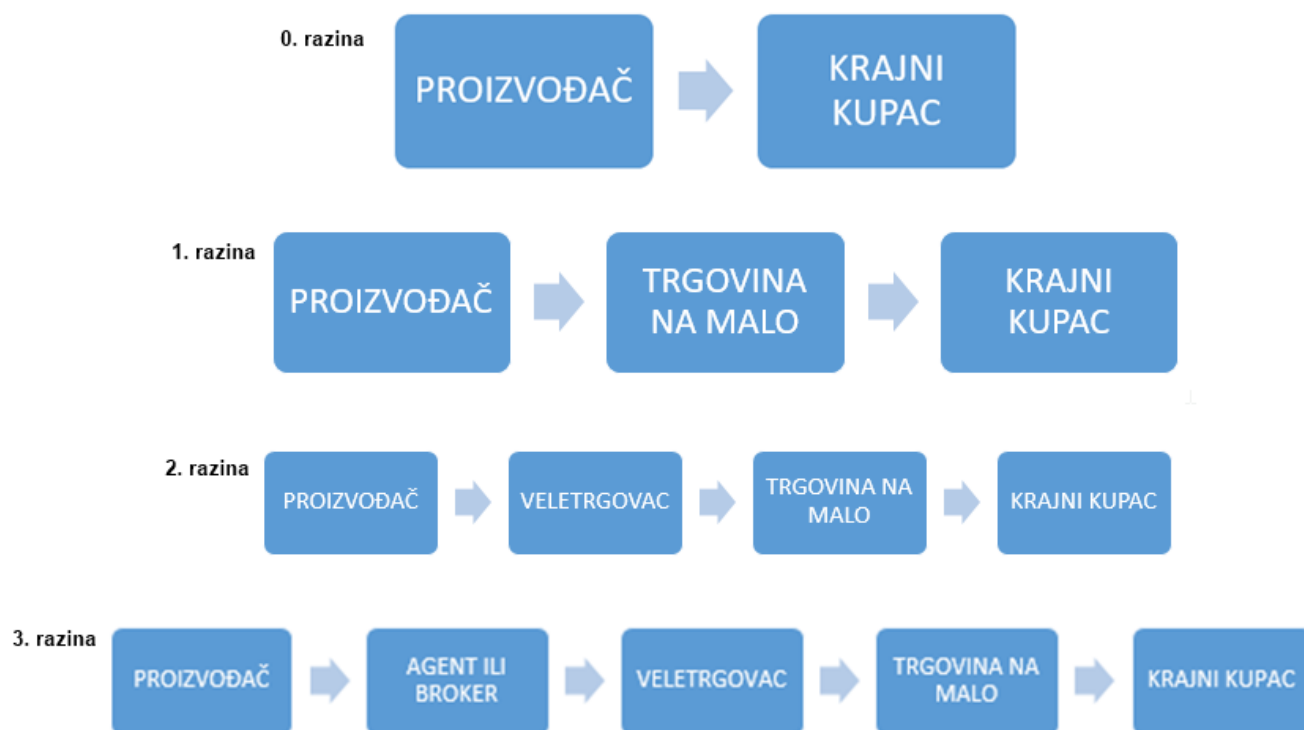 0. razina
PROIZVOĐAČ
KRAJNI
KUPAC
1. razina
PROIZVOĐAČ
TRGOVINA
NA MALO
KRAJNI
KUPAC
2. razina
PROIZVOĐAČ
VELETRGOVAC
TRGOVINA NA
MALO
KRAJNI KUPAC
3. razina
PROIZVOĐAČ
AGENT ILI
BROKER
VELETRGOVAC
TRGOVINA NA
MALO
KRAJNI KUPAC